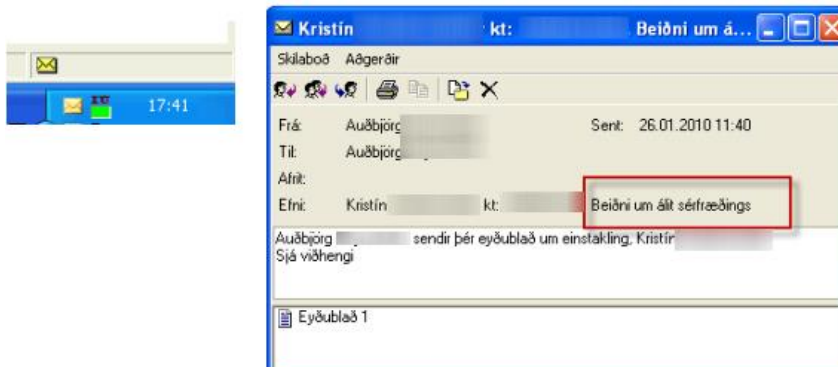 17:41
Kristín kt: Beiðni um á...
Skilaboð Aðgerðir
Frá: Auðbjörg Sent: 26.01.2010 11:40
Til: Auðbjörg
Afrit:
Efni: Kristín kt: Beiðni um álit sérfræðings
Auðbjörg sendir þér eyðublað um einstakling, Kristín
Sjá viðhengi
Eyðublað 1